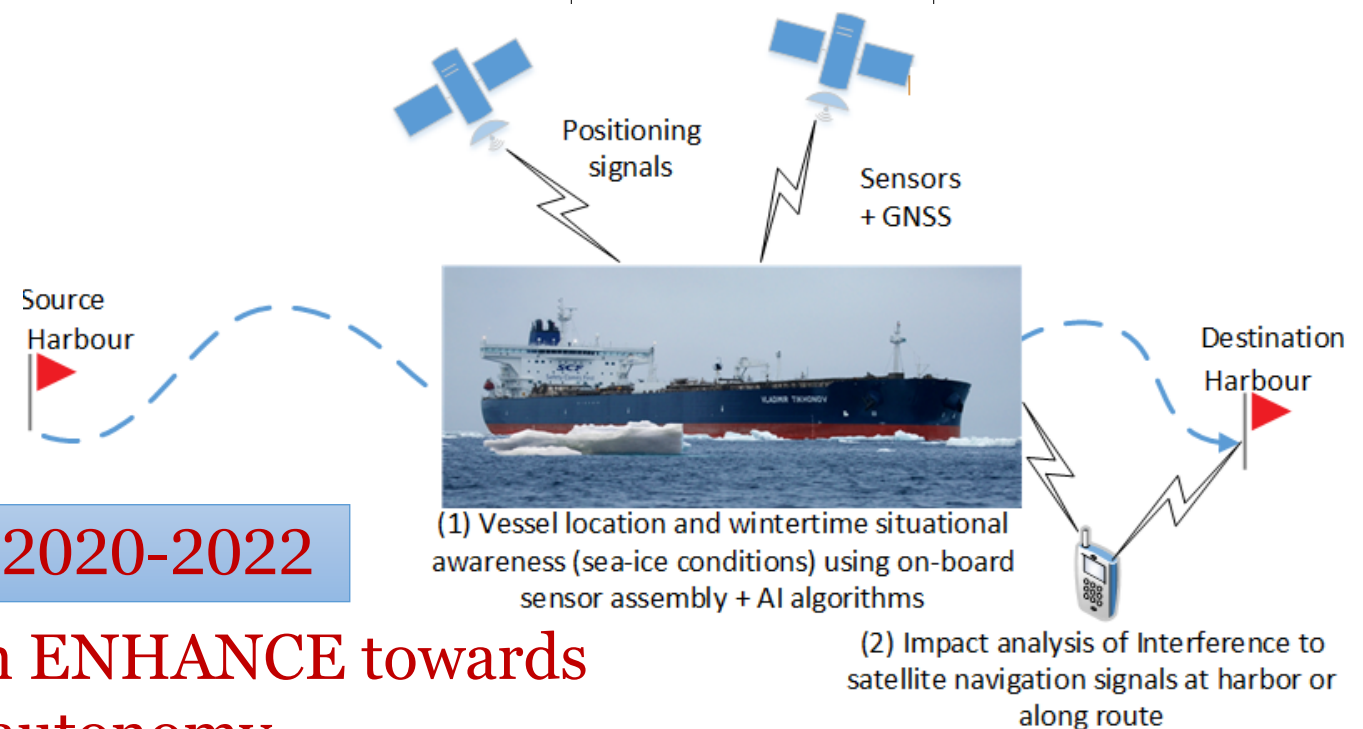 Positioning
signals
Sensors
+ GNSS
Source
Harbour
Destination
Harbour
SCF
VLADIMIR TIKHONOV
(1) Vessel location and wintertime situational
awareness (sea-ice conditions) using on-board
sensor assembly + AI algorithms
2020-2022
ENHANCE towards
autonomy
(2) Impact analysis of Interference to
satellite navigation signals at harbor or
along route